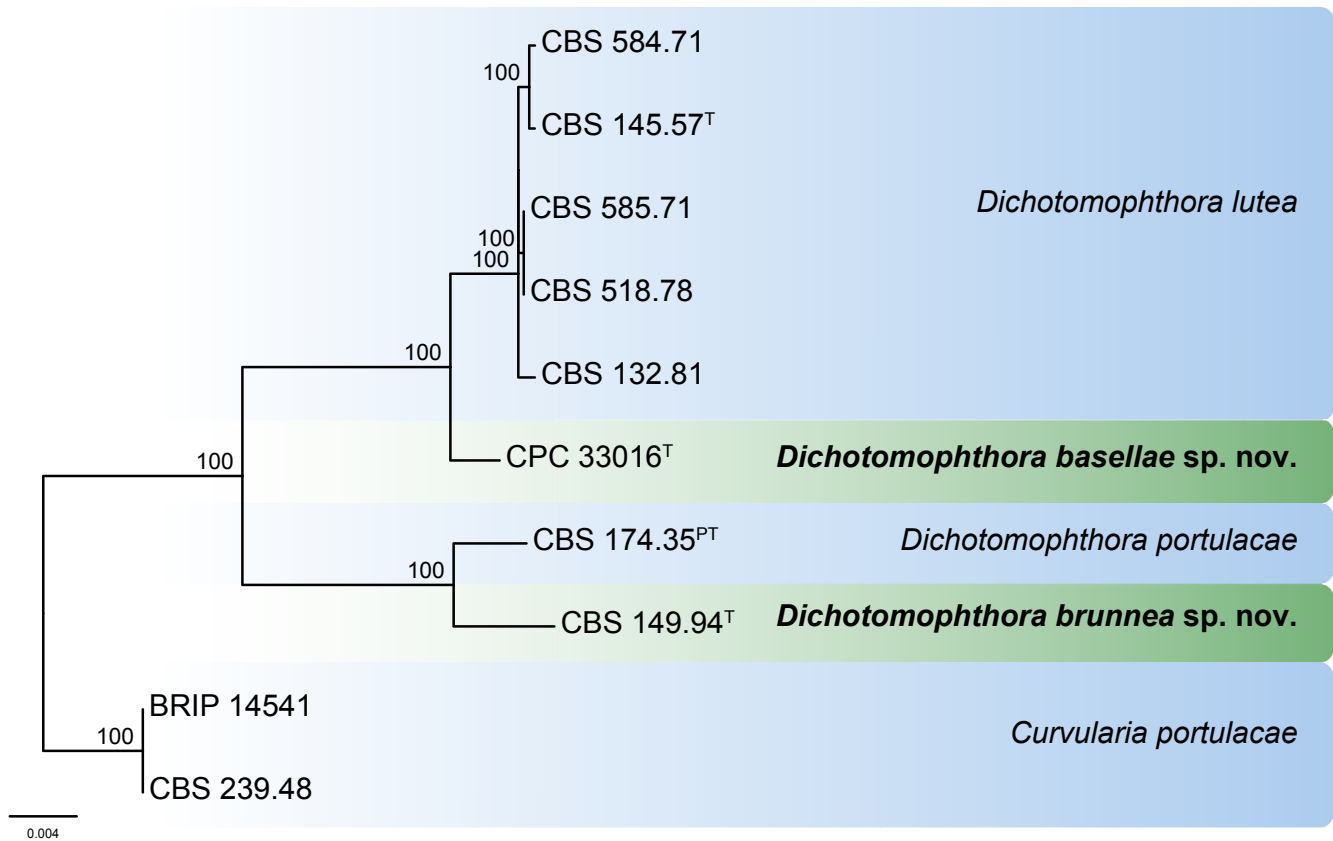 CBS 584.71
100
CBS 145.57ᵀ
Dichotomophthora lutea
CBS 585.71
100
100
CBS 518.78
100
CBS 132.81
100
CPC 33016ᵀ
Dichotomophthora basellae sp. nov.
CBS 174.35ᴾᵀ
Dichotomophthora portulacae
100
CBS 149.94ᵀ
Dichotomophthora brunnea sp. nov.
BRIP 14541
100
Curvularia portulacae
CBS 239.48
0.004